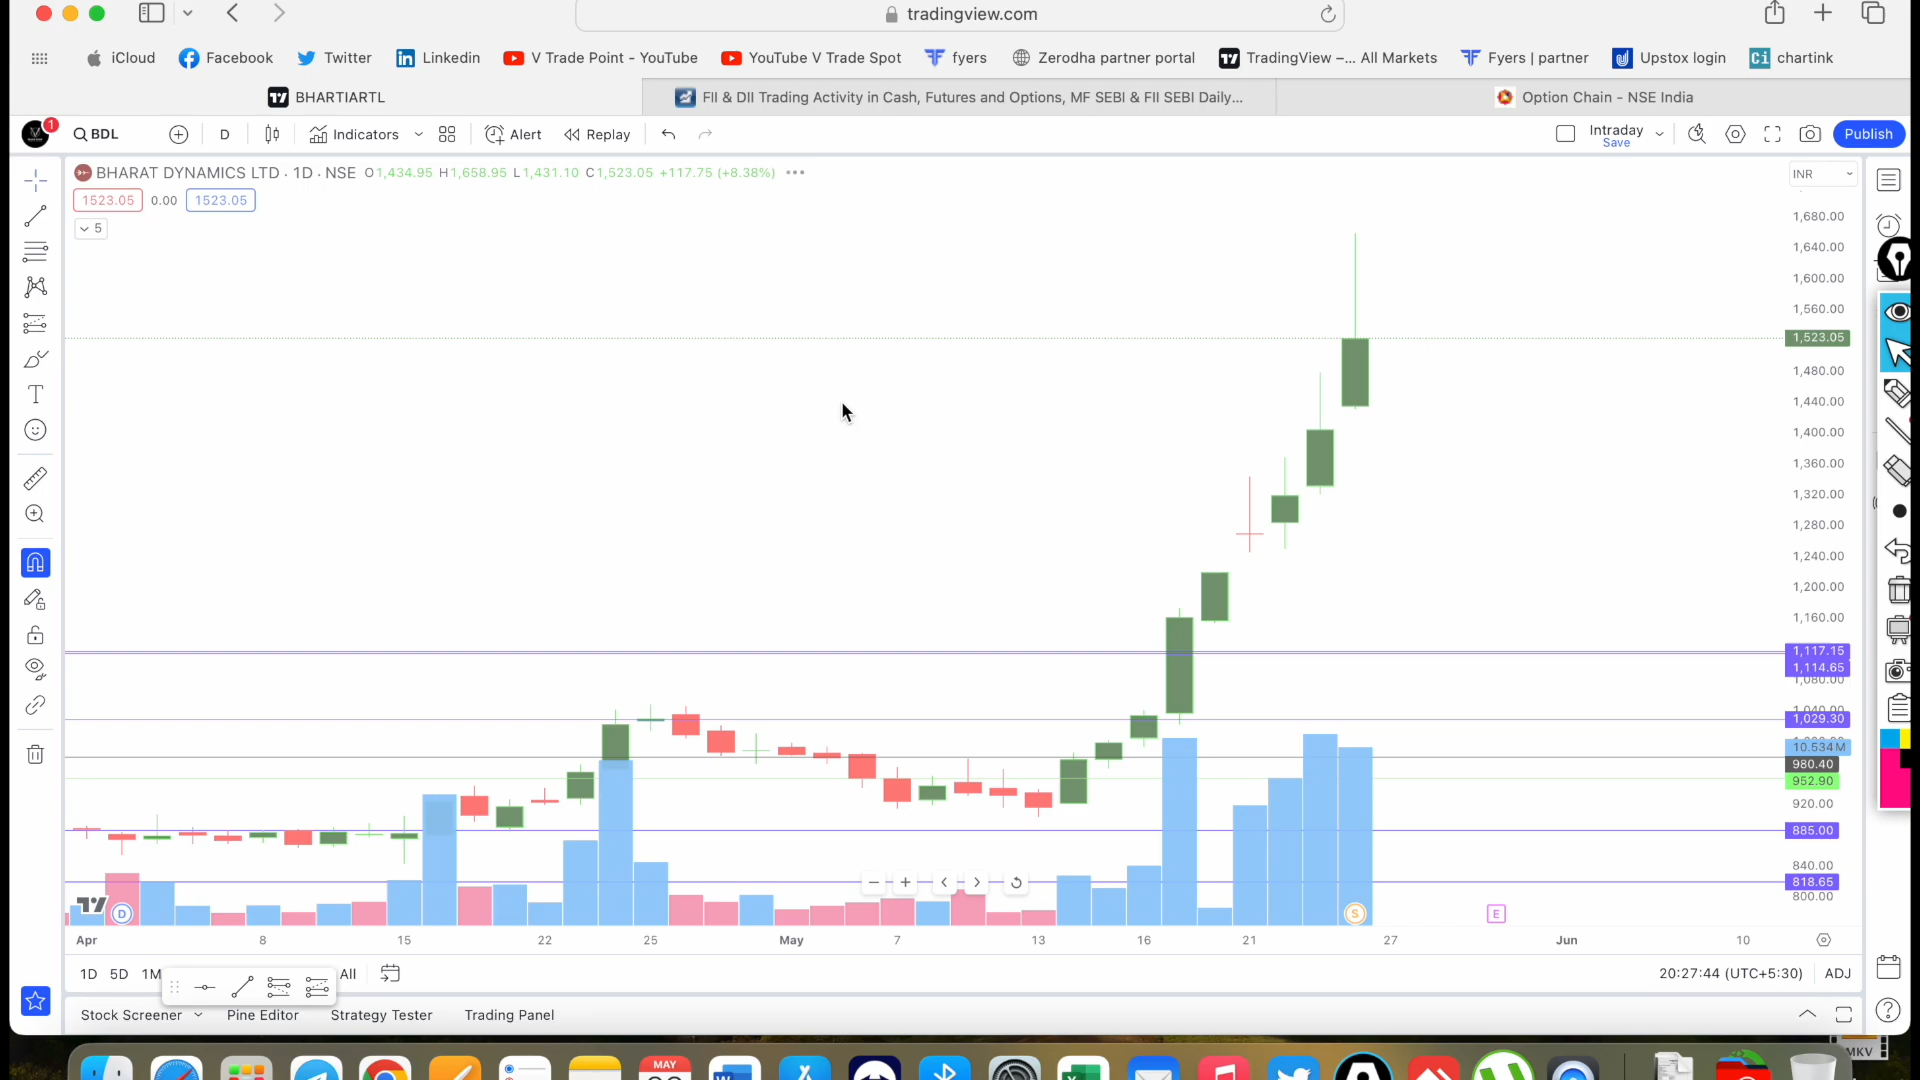 tradingview.com
iCloud Facebook Twitter Linkedin V Trade Point - YouTube YouTube V Trade Spot fyers Zerodha partner portal TradingView –... All Markets Fyers | partner Upstox login chartink
BHARTIARTL FII & DII Trading Activity in Cash, Futures and Options, MF SEBI & FII SEBI Daily... Option Chain - NSE India
1 BDL D Indicators Alert Replay Intraday Save Publish
BHARAT DYNAMICS LTD · 1D · NSE O1,434.95 H1,658.95 L1,431.10 C1,523.05 +117.75 (+8.38%) INR
1523.05 0.00 1523.05
5
1,680.00
1,640.00
1,600.00
1,560.00
1,523.05
1,480.00
1,440.00
1,400.00
1,360.00
1,320.00
1,280.00
1,240.00
1,200.00
1,160.00
1,117.15
1,114.65
1,080.00
1,040.00
1,029.30
10.534M
980.40
952.90
920.00
885.00
840.00
818.65
800.00
D S E
Apr 8 15 22 25 May 7 13 16 21 27 Jun 10
1D 5D 1M All 20:27:44 (UTC+5:30) ADJ
Stock Screener Pine Editor Strategy Tester Trading Panel
MAY
MKV